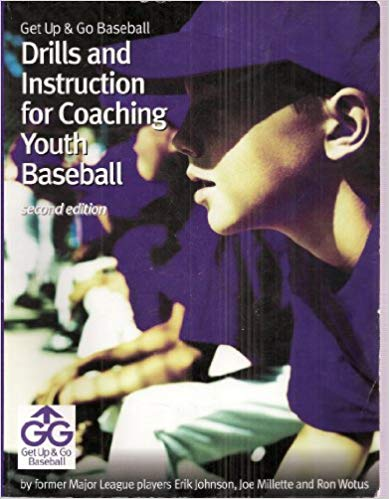 Get Up & Go Baseball
Drills and
Instruction
for Coaching
Youth
Baseball
second edition
GG
Get Up & Go
Baseball
by former Major League players Erik Johnson, Joe Millette and Ron Wotus